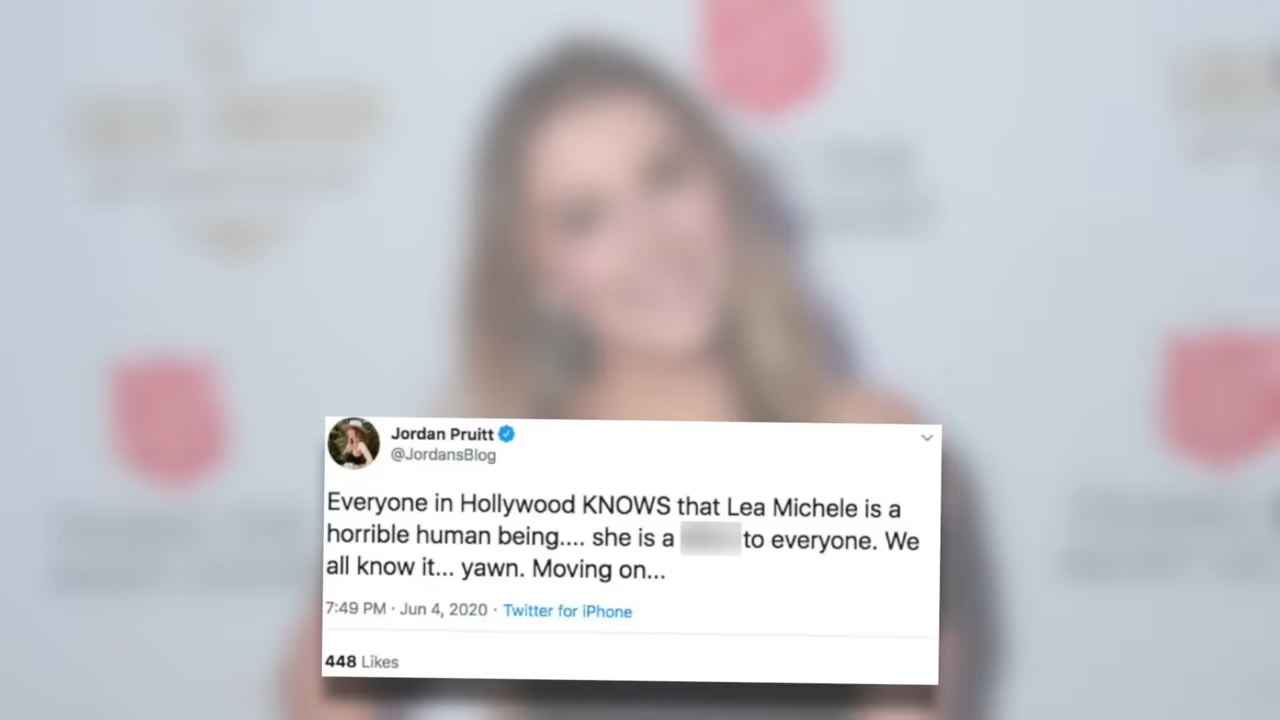 Jordan Pruitt
@JordansBlog
Everyone in Hollywood KNOWS that Lea Michele is a
horrible human being.... she is a to everyone. We
all know it... yawn. Moving on...
7:49 PM · Jun 4, 2020 · Twitter for iPhone
448 Likes